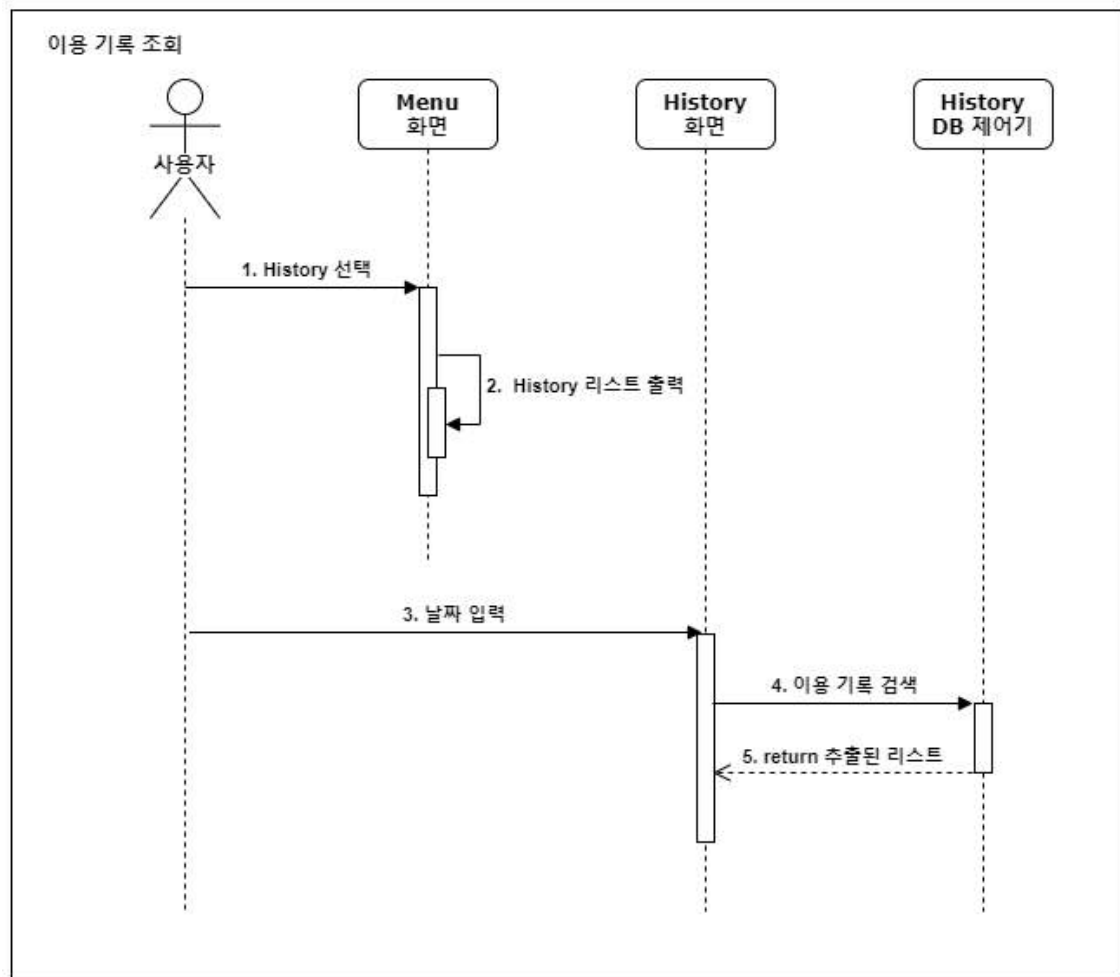 이용 기록 조회
Menu
화면
History
화면
History
DB 제어기
사용자
1. History 선택
2. History 리스트 출력
3. 날짜 입력
4. 이용 기록 검색
5. return 추출된 리스트